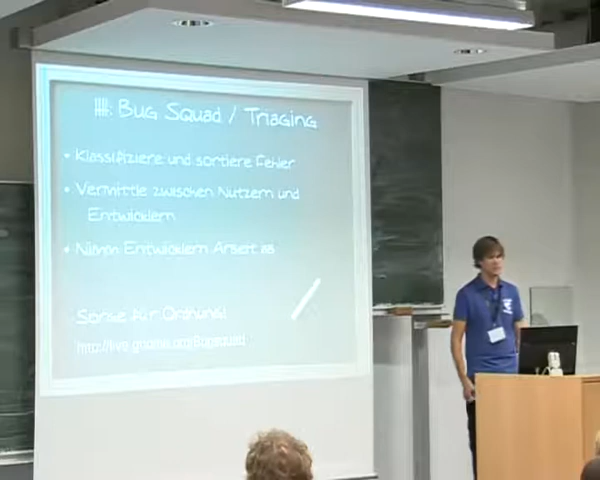 Bug Squad / Triaging
• Klassifiziere und sortiere Fehler
• Vermittle zwischen Nutzern und
Entwicklern
• Nimm Entwicklern Arbeit ab
Sorge für Ordnung!
http://live.gnome.org/Bugsquad